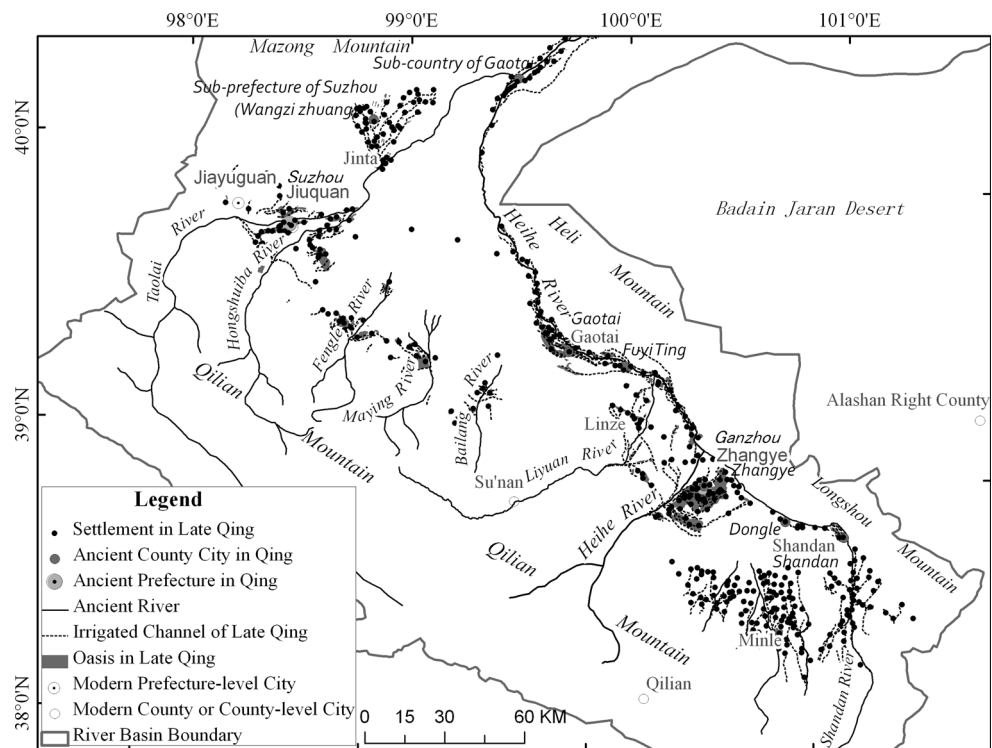 98°0'E 99°0'E 100°0'E 101°0'E
Mazong Mountain
Sub-country of Gaotai
Sub-prefecture of Suzhou
(Wangzi zhuang
40°0'N
Jinta
Jiayuguan
Suzhou
Jiuquan
River
Taolai
Hongshuiba River
Heihe
River
Heli
Mountain
Badain Jaran Desert
Gaotai
Gaotai
FuyiTing
Fengle River
Maying River
Bailang River
Qilian
Mountain
39°0'N
Alashan Right County
Linze
Ganzhou
Zhangye
Zhangye
Su'nan
Liyuan River
Longshou
Mountain
Heihe River
Dongle
Shandan
Shandan
Qilian
Mountain
Minle
Shandan River
Qilian
38°0'N
Legend
Settlement in Late Qing
Ancient County City in Qing
Ancient Prefecture in Qing
Ancient River
Irrigated Channel of Late Qing
Oasis in Late Qing
Modern Prefecture-level City
Modern County or County-level City
River Basin Boundary
0 15 30 60 KM